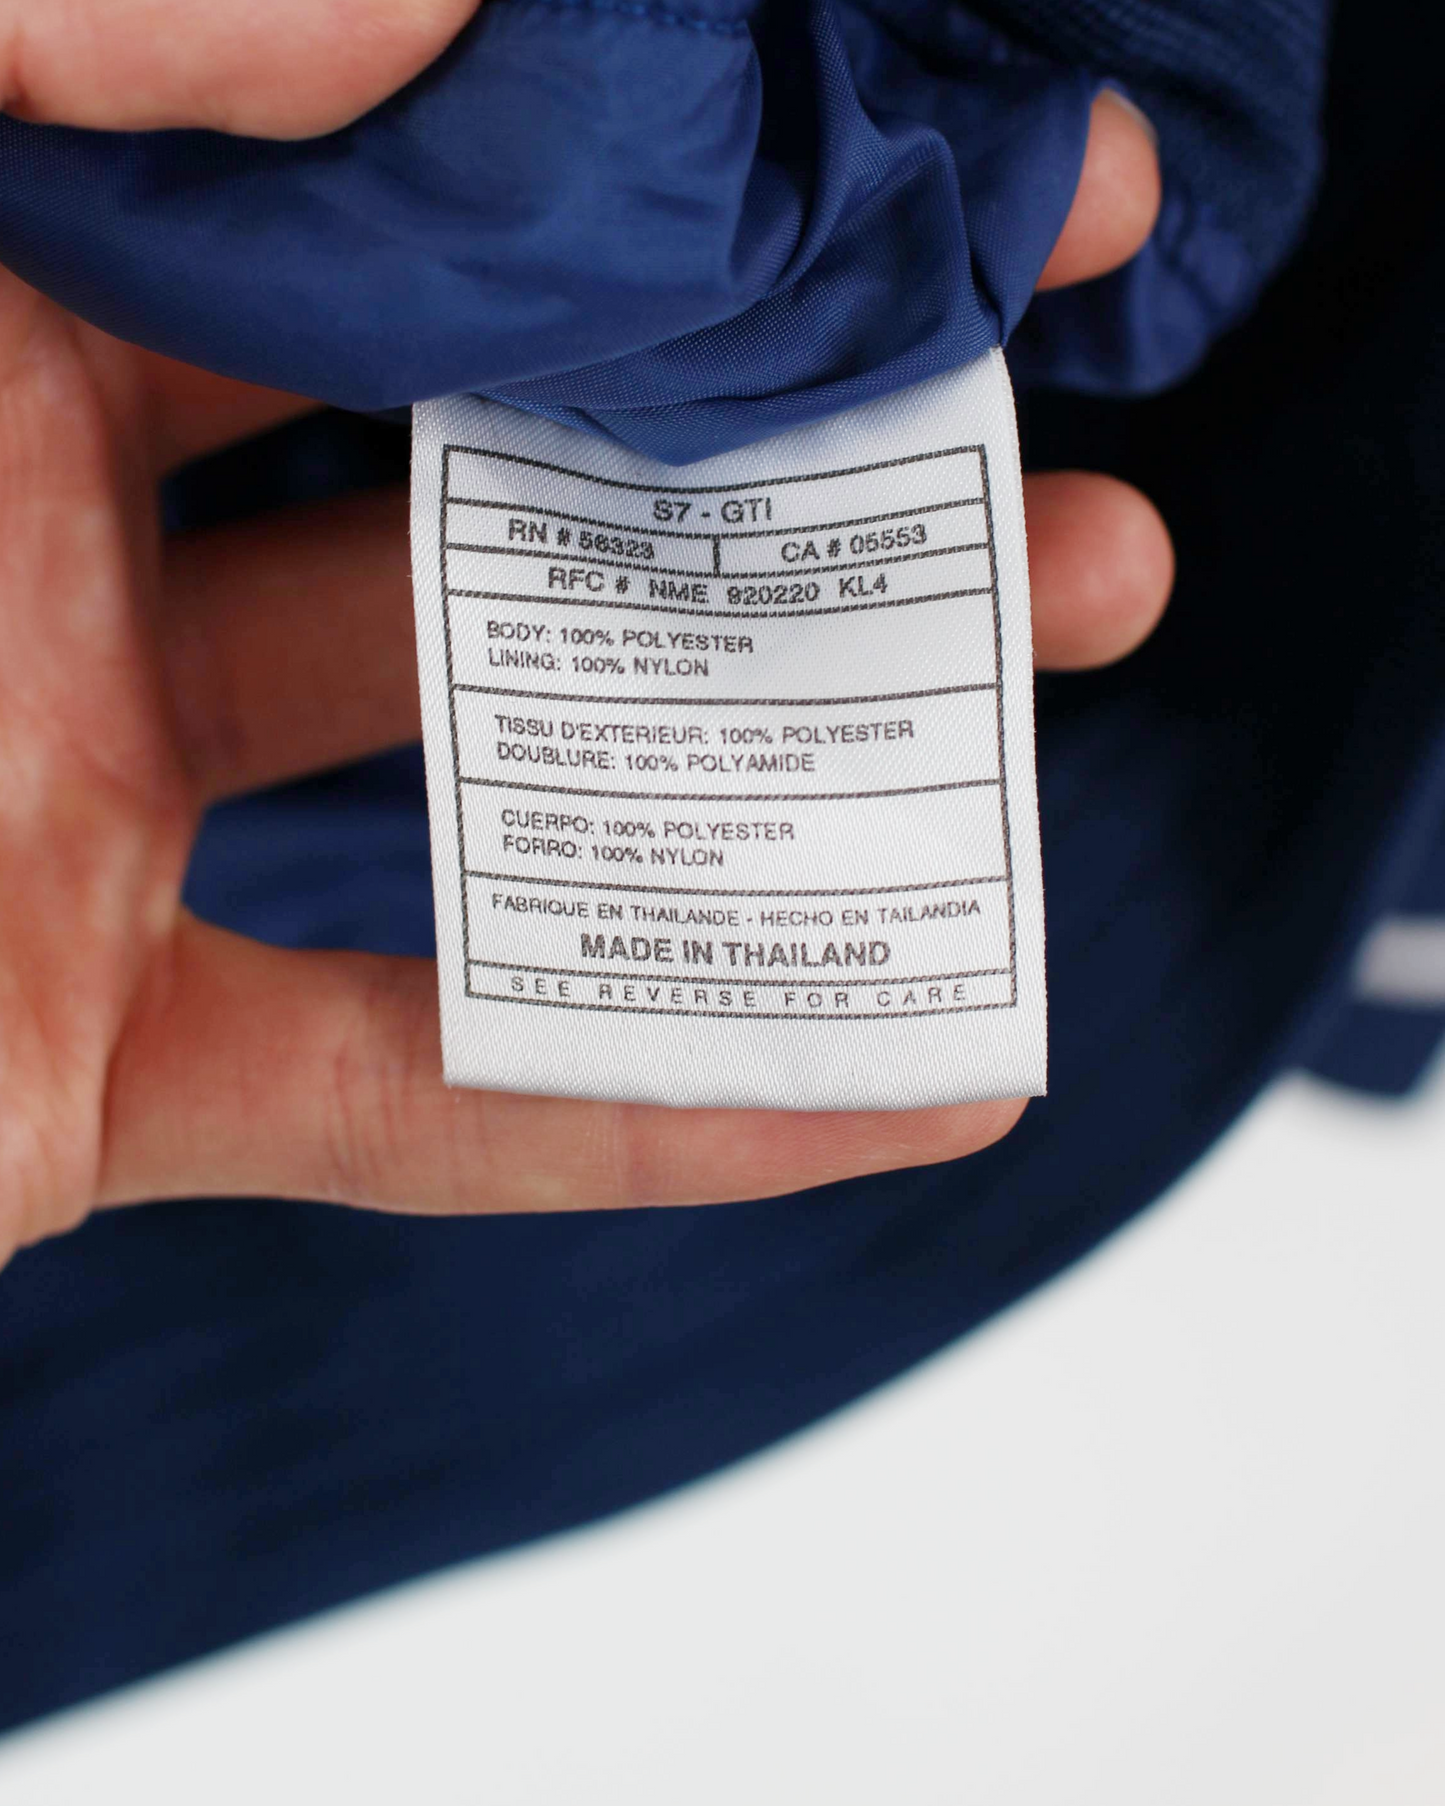 S7 - GTI
RN # 56323 CA # 05553
RFC # NME 920220 KL4
BODY: 100% POLYESTER
LINING: 100% NYLON
TISSU D'EXTERIEUR: 100% POLYESTER
DOUBLURE: 100% POLYAMIDE
CUERPO: 100% POLYESTER
FORRO: 100% NYLON
FABRIQUE EN THAILANDE - HECHO EN TAILANDIA
MADE IN THAILAND
SEE REVERSE FOR CARE